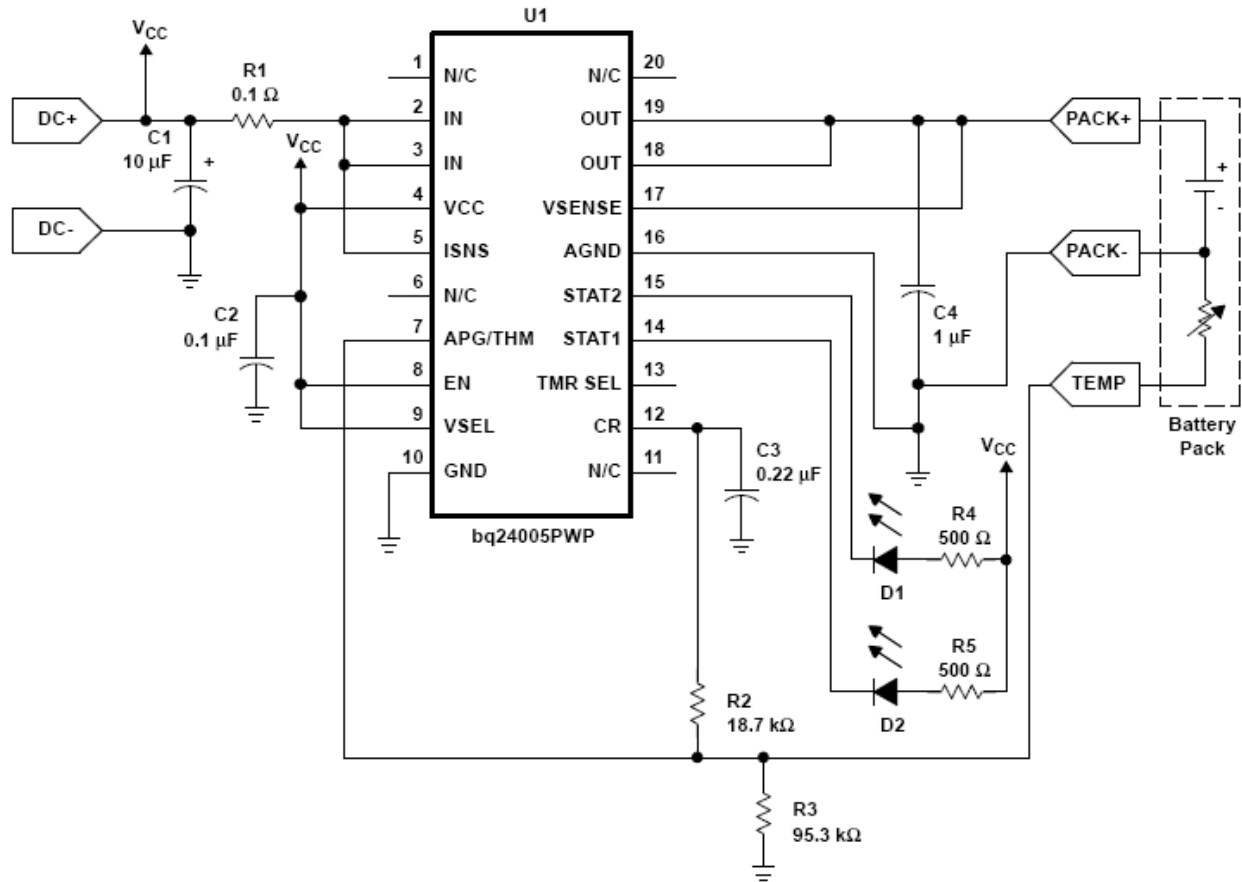 U1
VCC
R1
0.1 Ω
DC+
C1
10 µF
+
DC-
VCC
C2
0.1 µF
1
N/C
2
IN
3
IN
4
VCC
5
ISNS
6
N/C
7
APG/THM
8
EN
9
VSEL
10
GND
20
N/C
19
OUT
18
OUT
17
VSENSE
16
AGND
15
STAT2
14
STAT1
13
TMR SEL
12
CR
11
N/C
bq24005PWP
PACK+
+
-
PACK-
TEMP
Battery
Pack
C4
1 µF
C3
0.22 µF
VCC
R4
500 Ω
D1
R5
500 Ω
D2
R2
18.7 kΩ
R3
95.3 kΩ